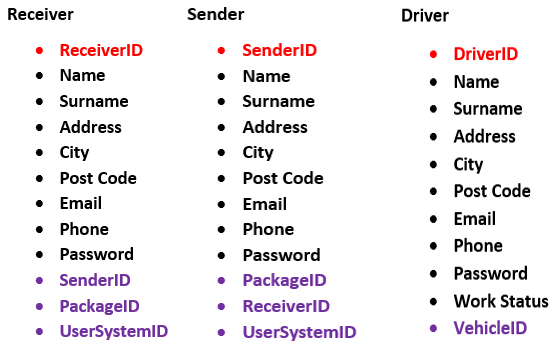 Receiver
• ReceiverID
• Name
• Surname
• Address
• City
• Post Code
• Email
• Phone
• Password
• SenderID
• PackageID
• UserSystemID
Sender
• SenderID
• Name
• Surname
• Address
• City
• Post Code
• Email
• Phone
• Password
• PackageID
• ReceiverID
• UserSystemID
Driver
• DriverID
• Name
• Surname
• Address
• City
• Post Code
• Email
• Phone
• Password
• Work Status
• VehicleID